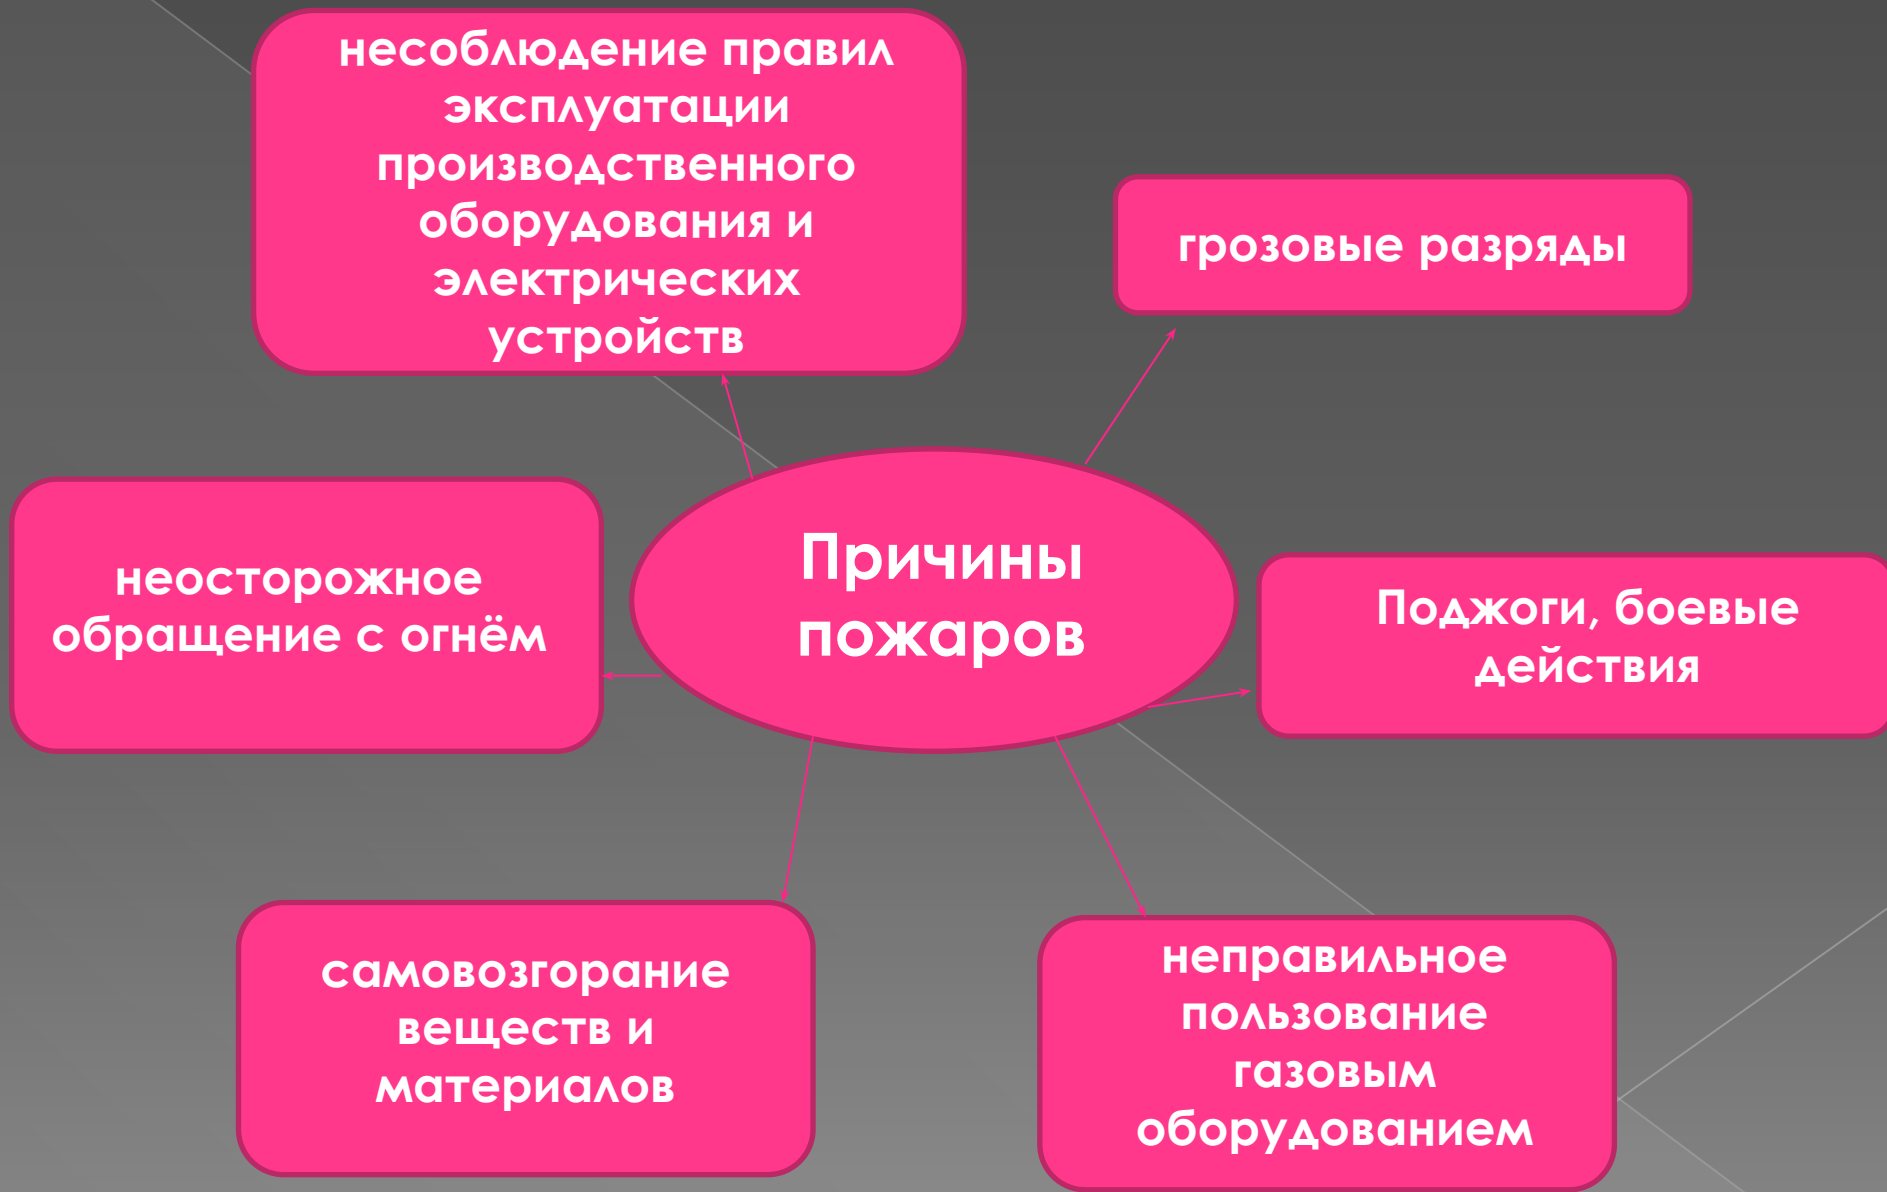 несоблюдение правил
эксплуатации
производственного
оборудования и
электрических
устройств
грозовые разряды
Причины
пожаров
неосторожное
обращение с огнём
Поджоги, боевые
действия
самовозгорание
веществ и
материалов
неправильное
пользование
газовым
оборудованием